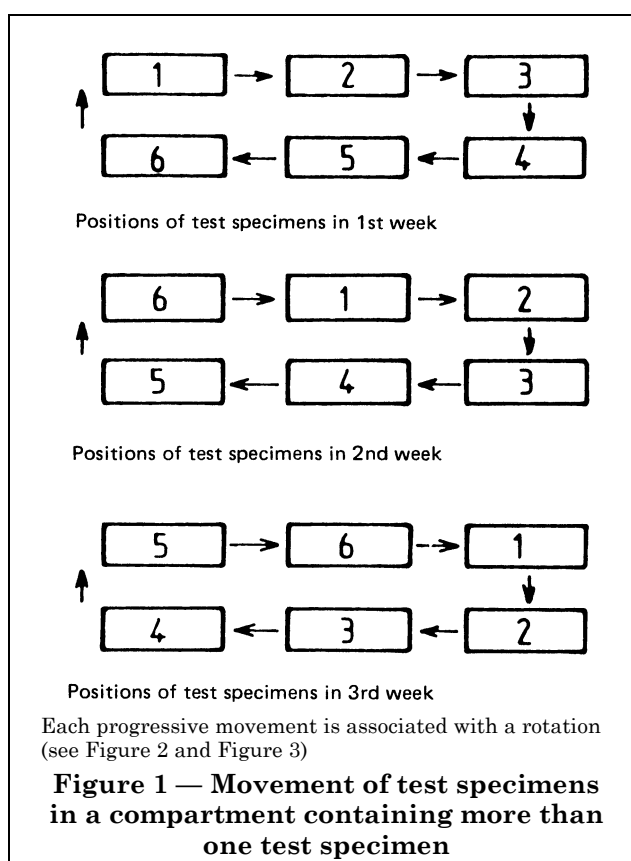 1 2 3
6 5 4
Positions of test specimens in 1st week
6 1 2
5 4 3
Positions of test specimens in 2nd week
5 6 1
4 3 2
Positions of test specimens in 3rd week
Each progressive movement is associated with a rotation
(see Figure 2 and Figure 3)
Figure 1 — Movement of test specimens
in a compartment containing more than
one test specimen